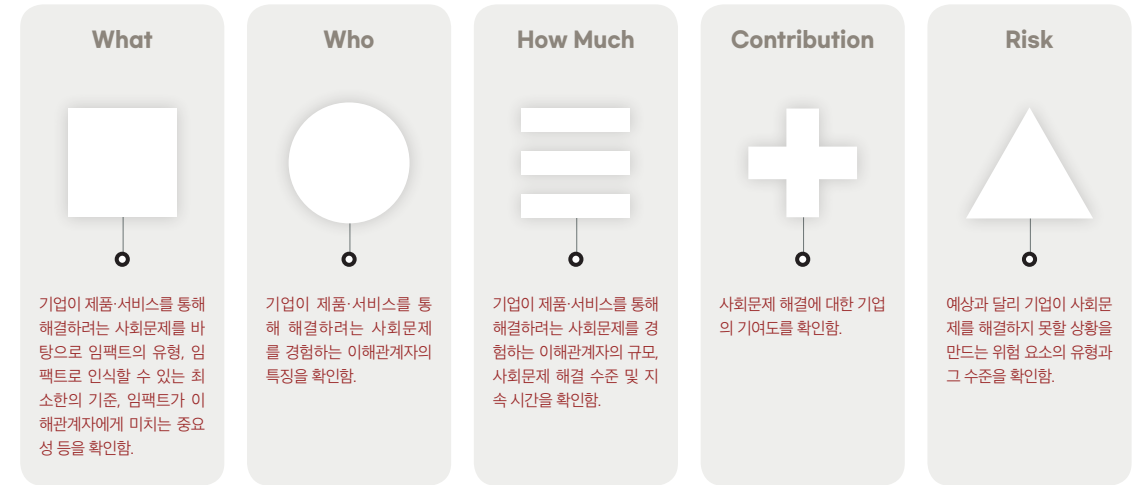 What
기업이 제품·서비스를 통해
해결하려는 사회문제를 바
탕으로 임팩트의 유형, 임
팩트로 인식할 수 있는 최
소한의 기준, 임팩트가 이
해관계자에게 미치는 중요
성 등을 확인함.
Who
기업이 제품·서비스를 통
해 해결하려는 사회문제
를 경험하는 이해관계자의
특징을 확인함.
How Much
기업이 제품·서비스를 통해
해결하려는 사회문제를 경
험하는 이해관계자의 규모,
사회문제 해결 수준 및 지
속 시간을 확인함.
Contribution
사회문제 해결에 대한 기업
의 기여도를 확인함.
Risk
예상과 달리 기업이 사회문
제를 해결하지 못할 상황을
만드는 위험 요소의 유형과
그 수준을 확인함.